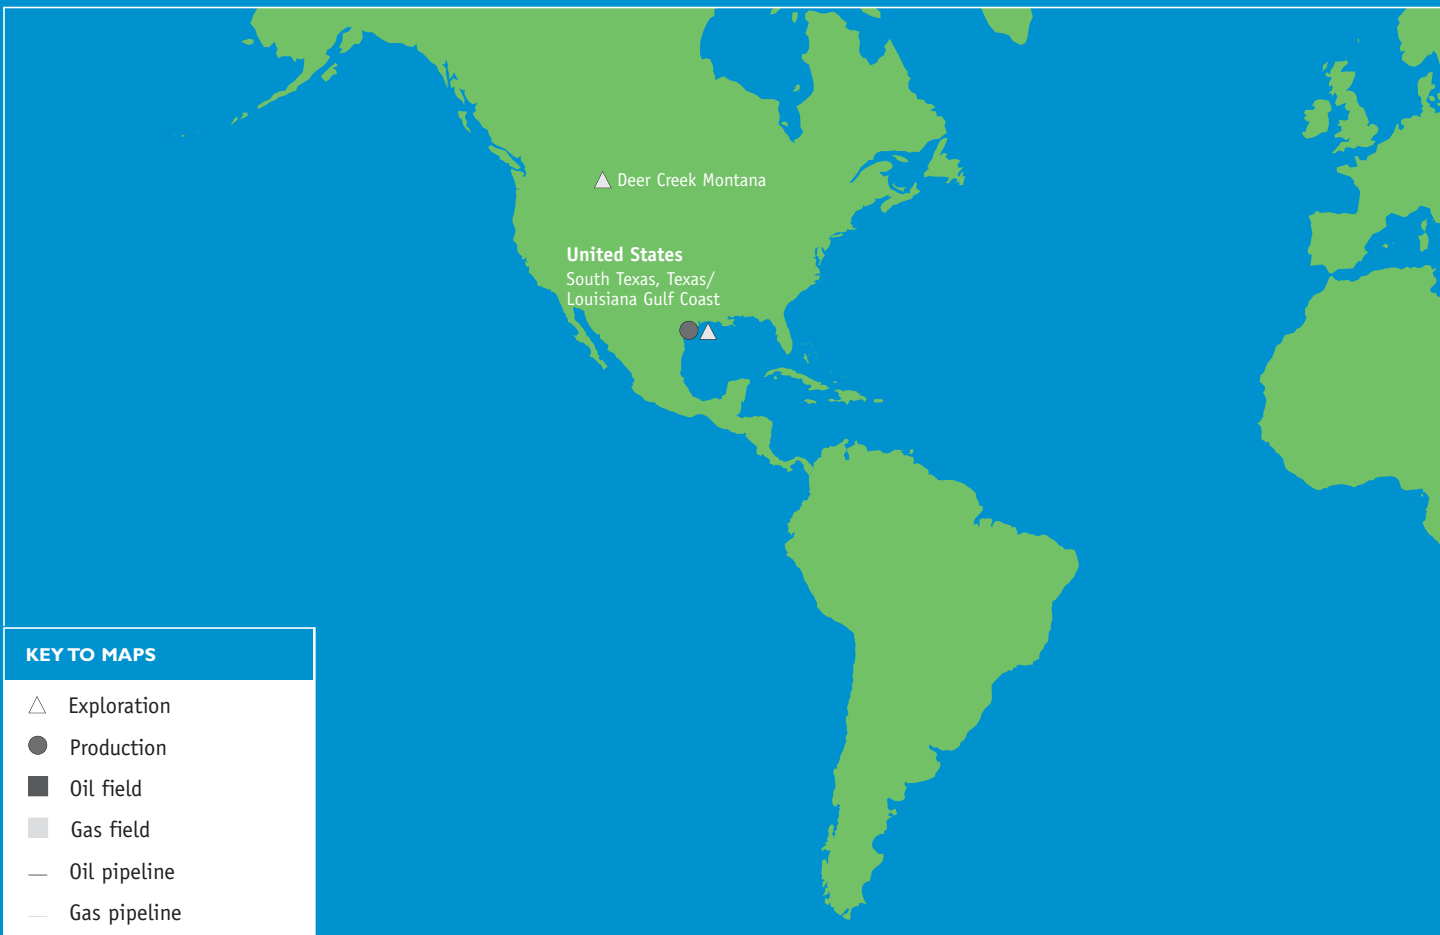 Deer Creek Montana
United States
South Texas, Texas/
Louisiana Gulf Coast
KEY TO MAPS
Exploration
Production
Oil field
Gas field
Oil pipeline
Gas pipeline